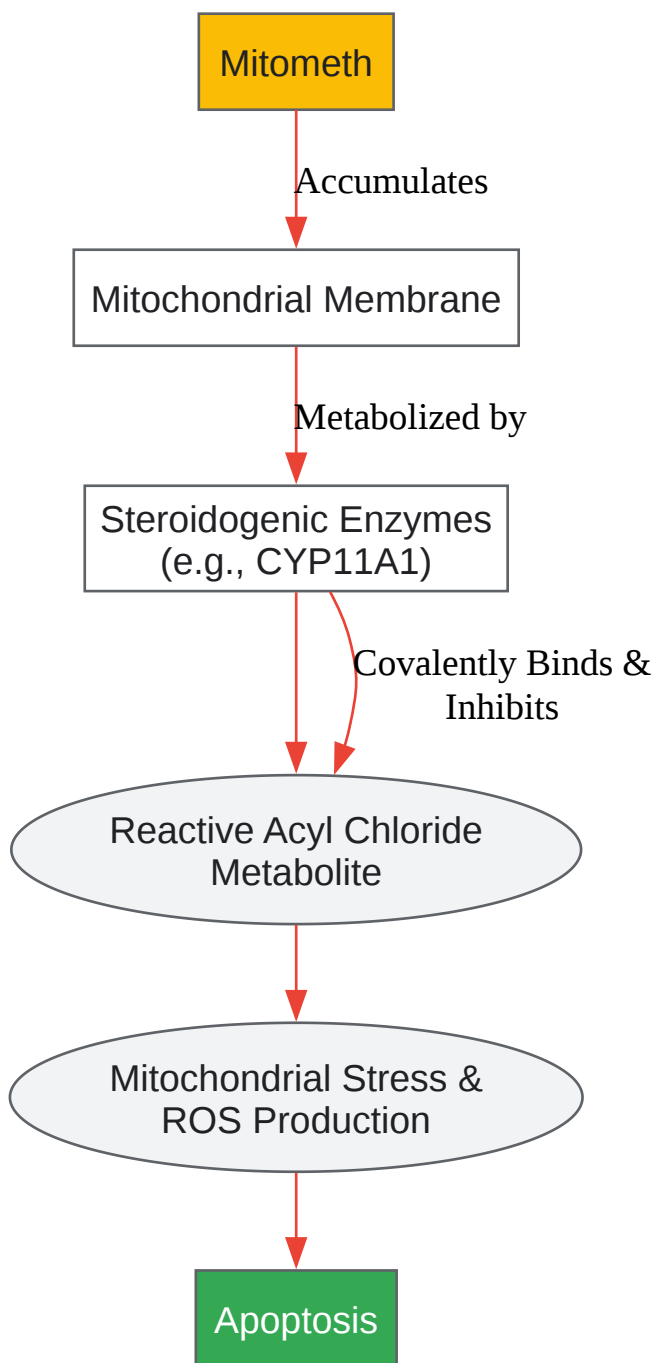 Mitometh
Accumulates
Mitochondrial Membrane
Metabolized by
Steroidogenic Enzymes
(e.g., CYP11A1)
Covalently Binds &
Inhibits
Reactive Acyl Chloride
Metabolite
Mitochondrial Stress &
ROS Production
Apoptosis